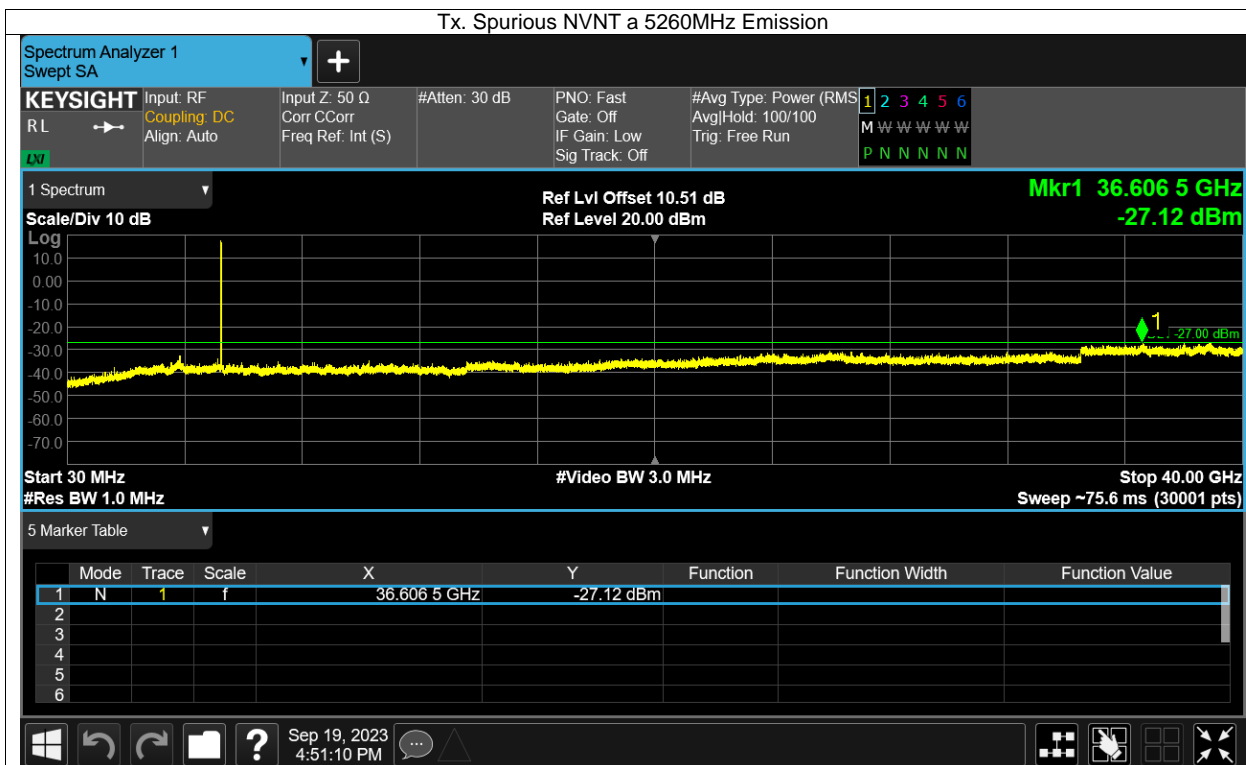 Tx. Spurious NVNT a 5260MHz Emission
Spectrum Analyzer 1
Swept SA
+
KEYSIGHT
R L
LXI
Input: RF
Coupling: DC
Align: Auto
Input Z: 50 Ω
Corr CCorr
Freq Ref: Int (S)
#Atten: 30 dB
PNO: Fast
Gate: Off
IF Gain: Low
Sig Track: Off
#Avg Type: Power (RMS
Avg|Hold: 100/100
Trig: Free Run
1 2 3 4 5 6
M W W W W W
P N N N N N
1 Spectrum
Scale/Div 10 dB
Ref Lvl Offset 10.51 dB
Ref Level 20.00 dBm
Mkr1 36.606 5 GHz
-27.12 dBm
Log
10.0
0.00
-10.0
-20.0
-30.0
-40.0
-50.0
-60.0
-70.0
1
-27.00 dBm
Start 30 MHz
#Video BW 3.0 MHz
Stop 40.00 GHz
#Res BW 1.0 MHz
Sweep ~75.6 ms (30001 pts)
5 Marker Table
Mode Trace Scale X Y Function Function Width Function Value
1 N 1 f 36.606 5 GHz -27.12 dBm
2
3
4
5
6
?
Sep 19, 2023
4:51:10 PM